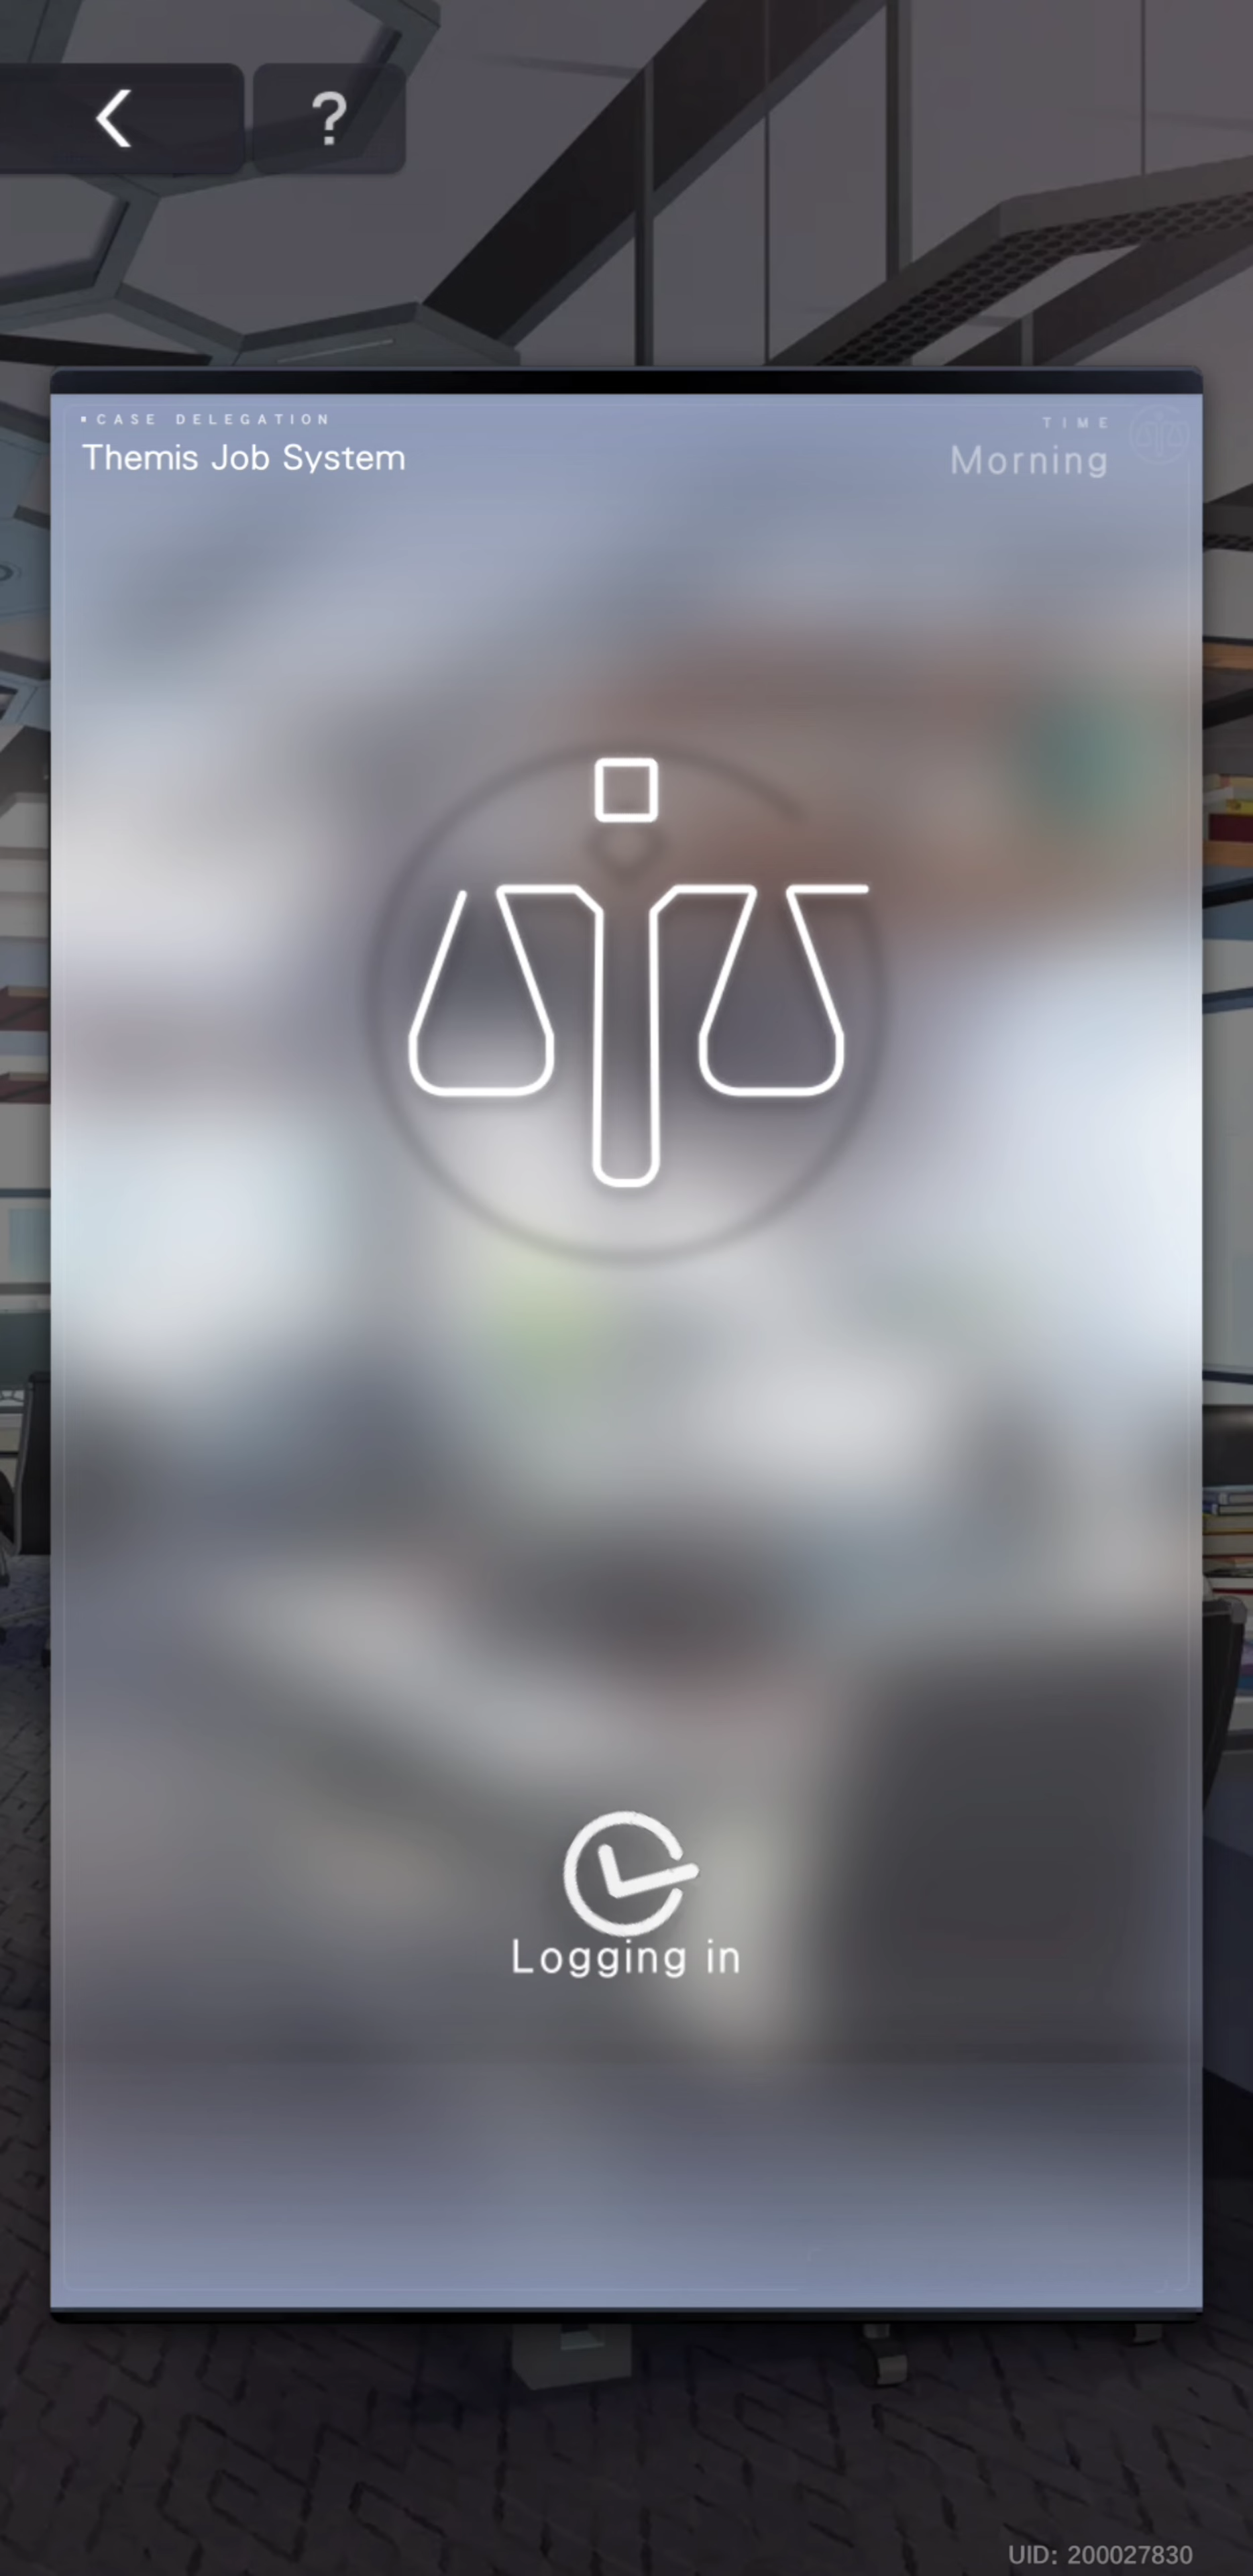 ?
CASE DELEGATION
Themis Job System
TIME
Morning
Logging in
UID: 200027830